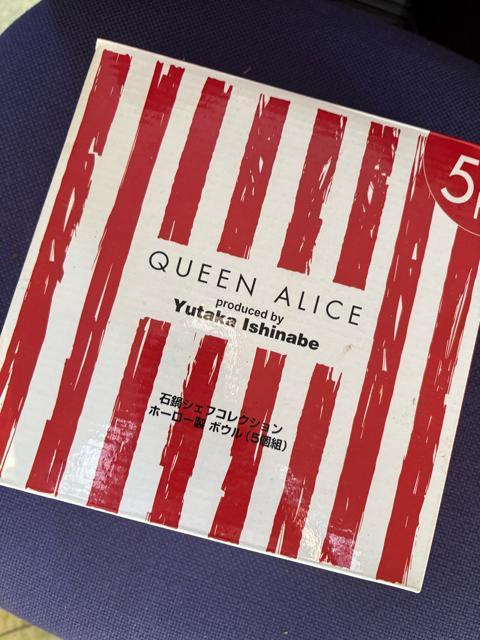 5
QUEEN ALICE
produced by
Yutaka Ishinabe
石鍋シェフコレクション
ホーロー製 ボウル(5個組)